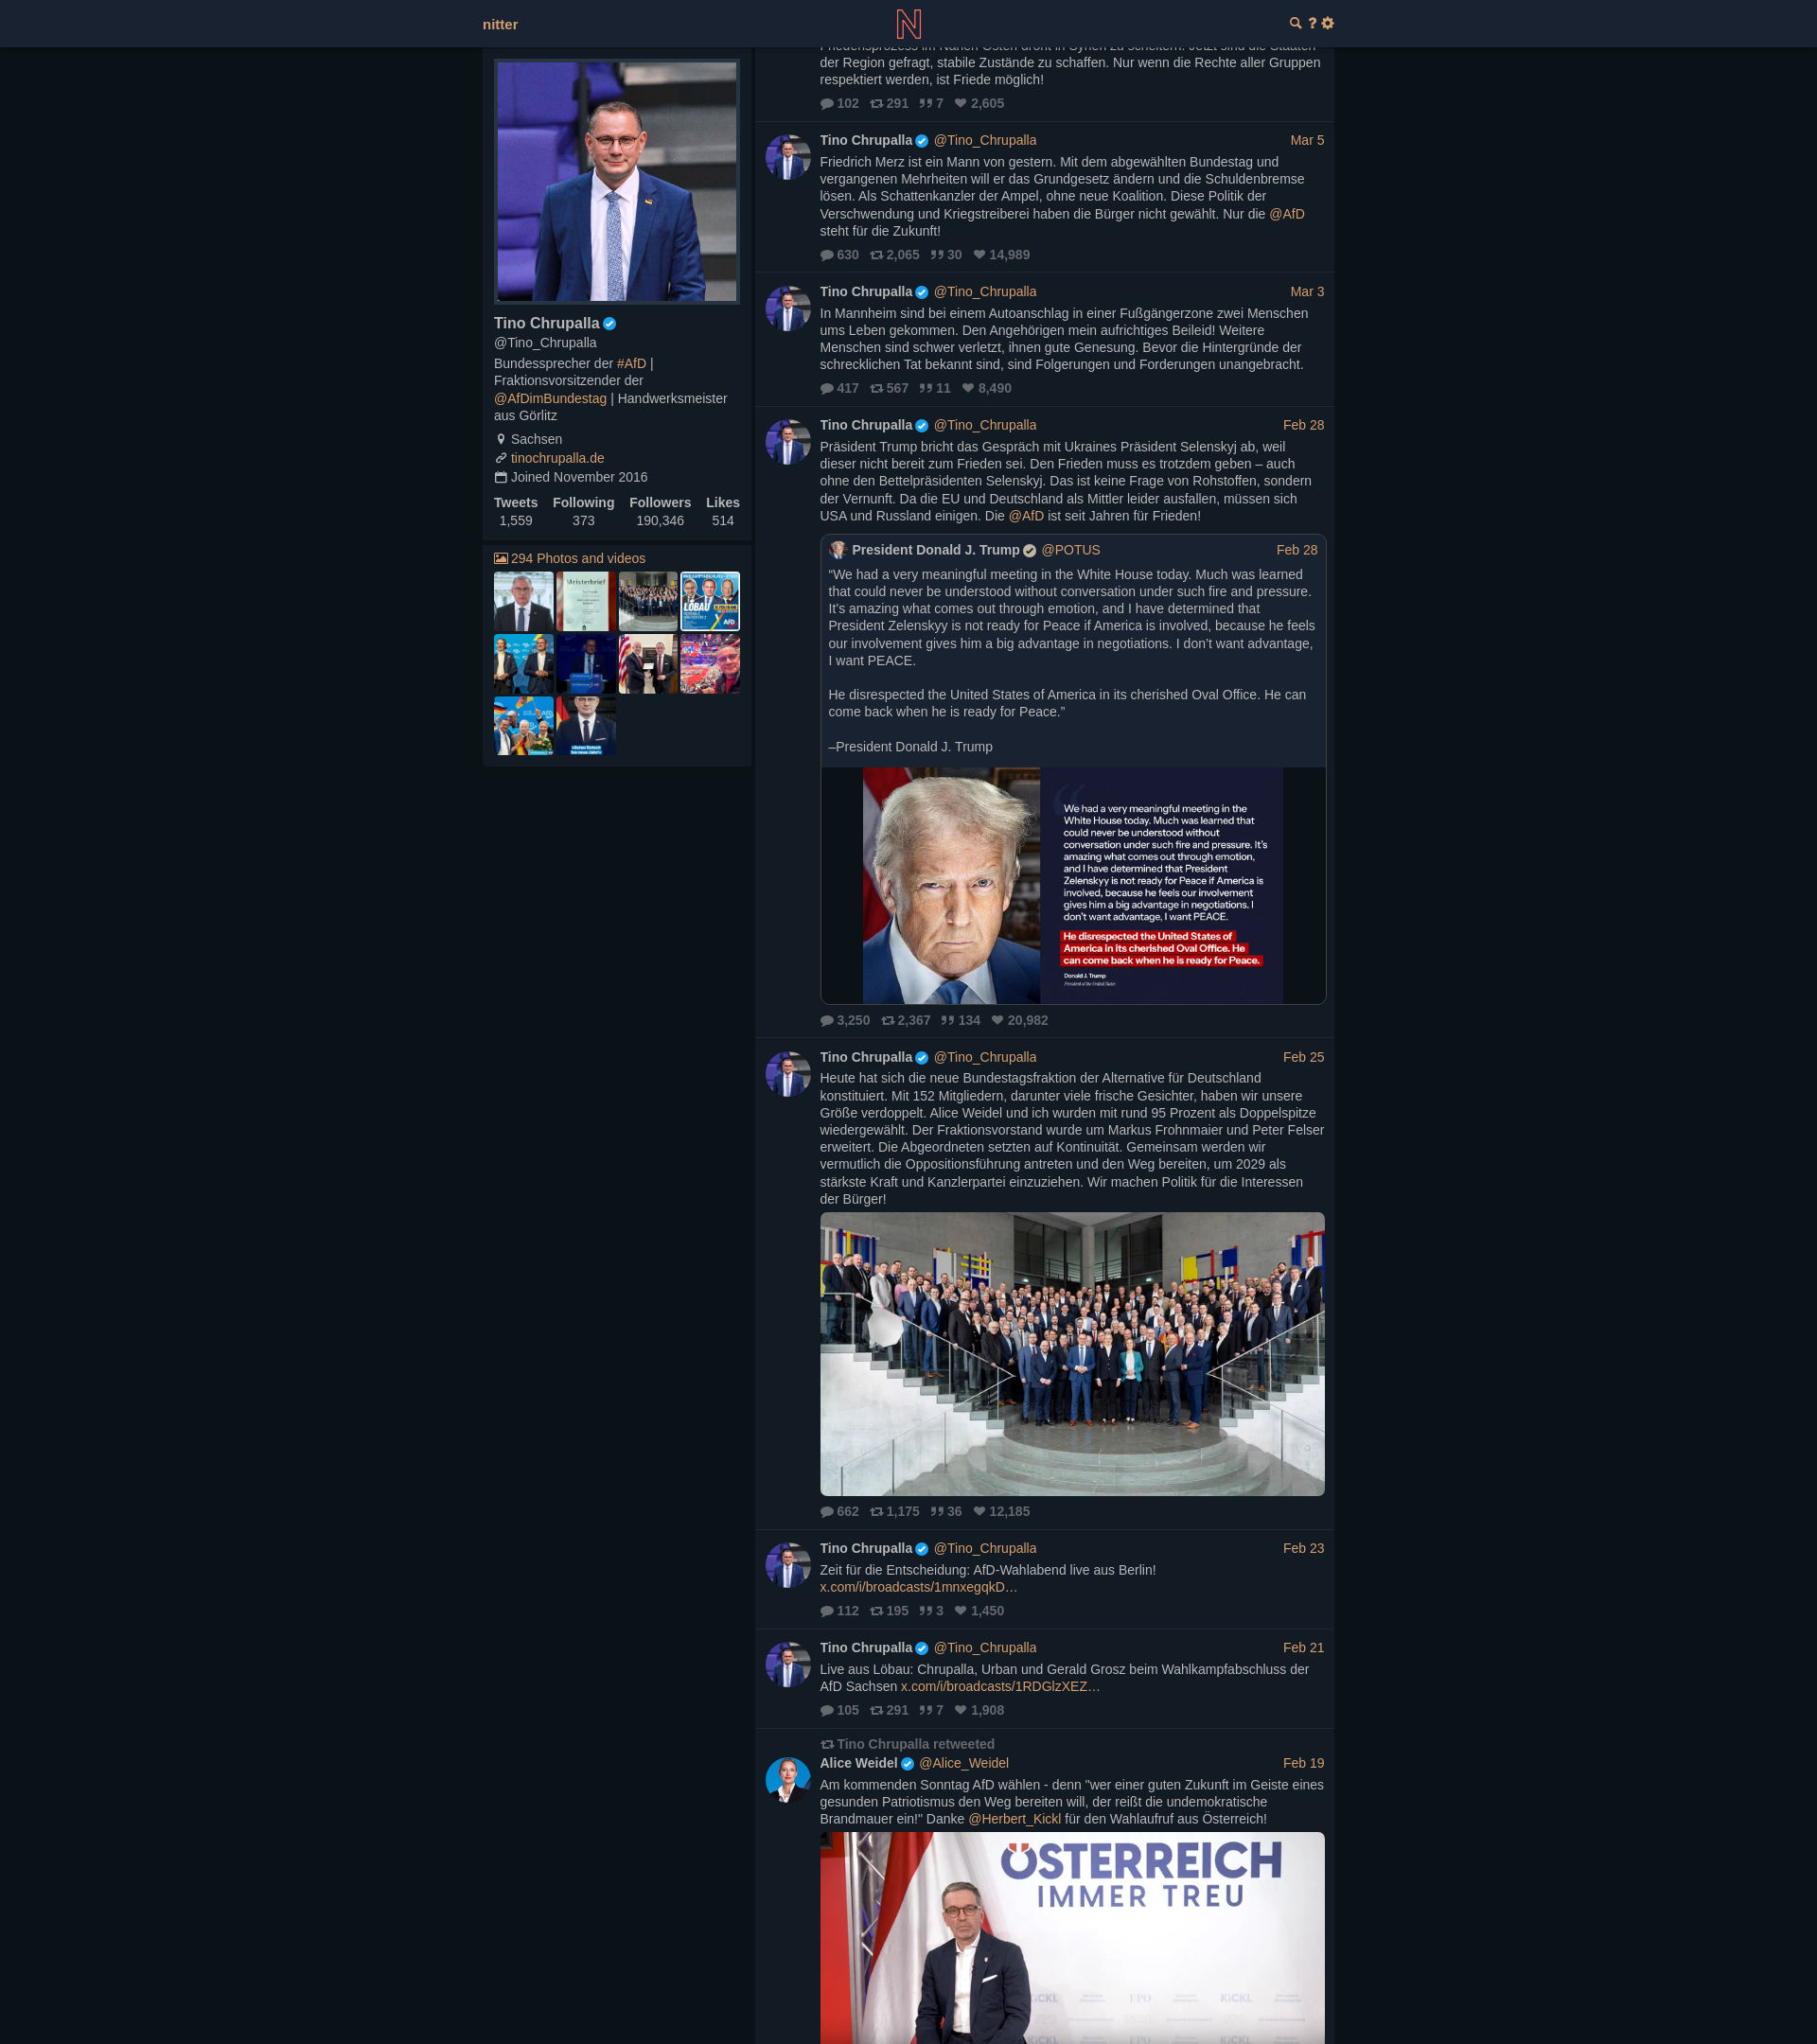 nitter
Tino Chrupalla
@Tino_Chrupalla
Bundessprecher der #AfD |
Fraktionsvorsitzender der
@AfDimBundestag | Handwerksmeister
aus Görlitz
Sachsen
tinochrupalla.de
Joined November 2016
Tweets Following Followers Likes
1,559 373 190,346 514
294 Photos and videos
Meisterbrief
LÖBAU
AfD
der Region gefragt, stabile Zustände zu schaffen. Nur wenn die Rechte aller Gruppen
respektiert werden, ist Friede möglich!
102 291 7 2,605
Tino Chrupalla @Tino_Chrupalla Mar 5
Friedrich Merz ist ein Mann von gestern. Mit dem abgewählten Bundestag und
vergangenen Mehrheiten will er das Grundgesetz ändern und die Schuldenbremse
lösen. Als Schattenkanzler der Ampel, ohne neue Koalition. Diese Politik der
Verschwendung und Kriegstreiberei haben die Bürger nicht gewählt. Nur die @AfD
steht für die Zukunft!
630 2,065 30 14,989
Tino Chrupalla @Tino_Chrupalla Mar 3
In Mannheim sind bei einem Autoanschlag in einer Fußgängerzone zwei Menschen
ums Leben gekommen. Den Angehörigen mein aufrichtiges Beileid! Weitere
Menschen sind schwer verletzt, ihnen gute Genesung. Bevor die Hintergründe der
schrecklichen Tat bekannt sind, sind Folgerungen und Forderungen unangebracht.
417 567 11 8,490
Tino Chrupalla @Tino_Chrupalla Feb 28
Präsident Trump bricht das Gespräch mit Ukraines Präsident Selenskyj ab, weil
dieser nicht bereit zum Frieden sei. Den Frieden muss es trotzdem geben – auch
ohne den Bettelpräsidenten Selenskyj. Das ist keine Frage von Rohstoffen, sondern
der Vernunft. Da die EU und Deutschland als Mittler leider ausfallen, müssen sich
USA und Russland einigen. Die @AfD ist seit Jahren für Frieden!
President Donald J. Trump @POTUS Feb 28
“We had a very meaningful meeting in the White House today. Much was learned
that could never be understood without conversation under such fire and pressure.
It’s amazing what comes out through emotion, and I have determined that
President Zelenskyy is not ready for Peace if America is involved, because he feels
our involvement gives him a big advantage in negotiations. I don’t want advantage,
I want PEACE.
He disrespected the United States of America in its cherished Oval Office. He can
come back when he is ready for Peace.”
–President Donald J. Trump
We had a very meaningful meeting in the
White House today. Much was learned that
could never be understood without
conversation under such fire and pressure. It’s
amazing what comes out through emotion,
and I have determined that President
Zelenskyy is not ready for Peace if America is
involved, because he feels our involvement
gives him a big advantage in negotiations. I
don’t want advantage, I want PEACE.
He disrespected the United States of
America in its cherished Oval Office. He
can come back when he is ready for Peace.
Donald J. Trump
President of the United States
3,250 2,367 134 20,982
Tino Chrupalla @Tino_Chrupalla Feb 25
Heute hat sich die neue Bundestagsfraktion der Alternative für Deutschland
konstituiert. Mit 152 Mitgliedern, darunter viele frische Gesichter, haben wir unsere
Größe verdoppelt. Alice Weidel und ich wurden mit rund 95 Prozent als Doppelspitze
wiedergewählt. Der Fraktionsvorstand wurde um Markus Frohnmaier und Peter Felser
erweitert. Die Abgeordneten setzten auf Kontinuität. Gemeinsam werden wir
vermutlich die Oppositionsführung antreten und den Weg bereiten, um 2029 als
stärkste Kraft und Kanzlerpartei einzuziehen. Wir machen Politik für die Interessen
der Bürger!
662 1,175 36 12,185
Tino Chrupalla @Tino_Chrupalla Feb 23
Zeit für die Entscheidung: AfD-Wahlabend live aus Berlin!
x.com/i/broadcasts/1mnxegqkD…
112 195 3 1,450
Tino Chrupalla @Tino_Chrupalla Feb 21
Live aus Löbau: Chrupalla, Urban und Gerald Grosz beim Wahlkampfabschluss der
AfD Sachsen x.com/i/broadcasts/1RDGlzXEZ…
105 291 7 1,908
Tino Chrupalla retweeted
Alice Weidel @Alice_Weidel Feb 19
Am kommenden Sonntag AfD wählen - denn "wer einer guten Zukunft im Geiste eines
gesunden Patriotismus den Weg bereiten will, der reißt die undemokratische
Brandmauer ein!" Danke @Herbert_Kickl für den Wahlaufruf aus Österreich!
ÖSTERREICH
IMMER TREU
KICKL FPÖ KICKL
KICKL FPÖ KICKL